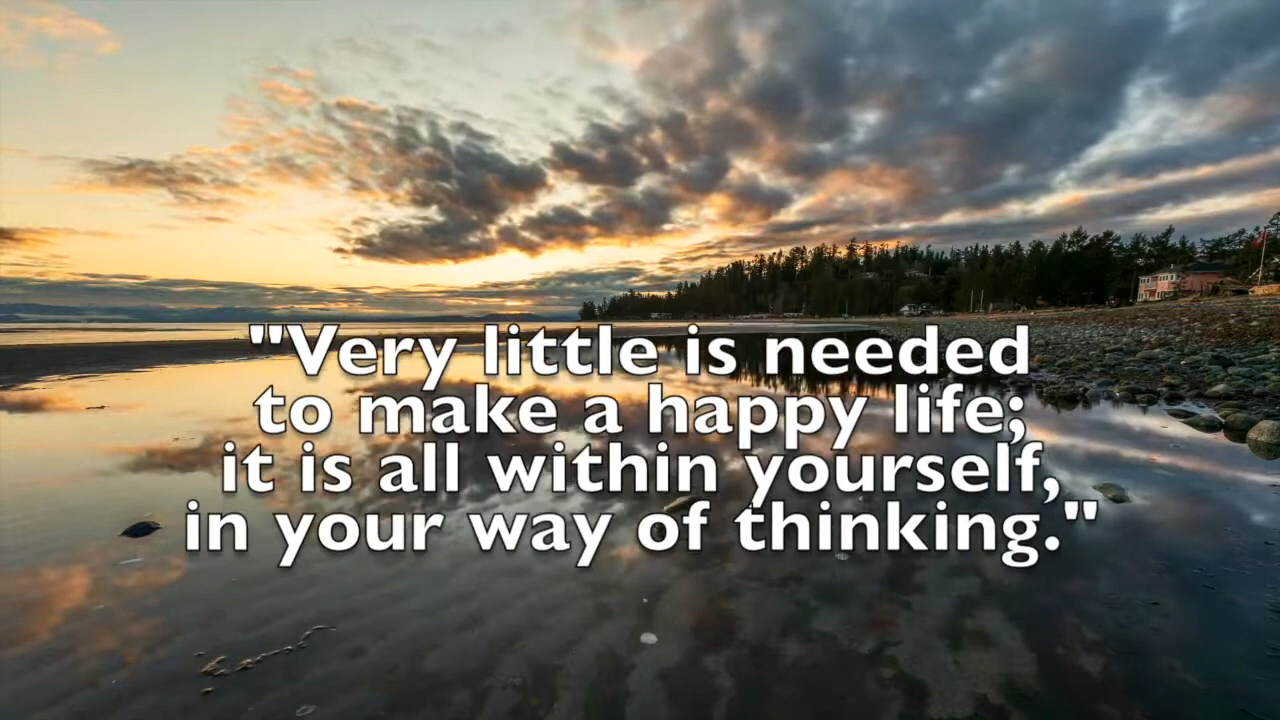 "Very little is needed
to make a happy life;
it is all within yourself,
in your way of thinking."